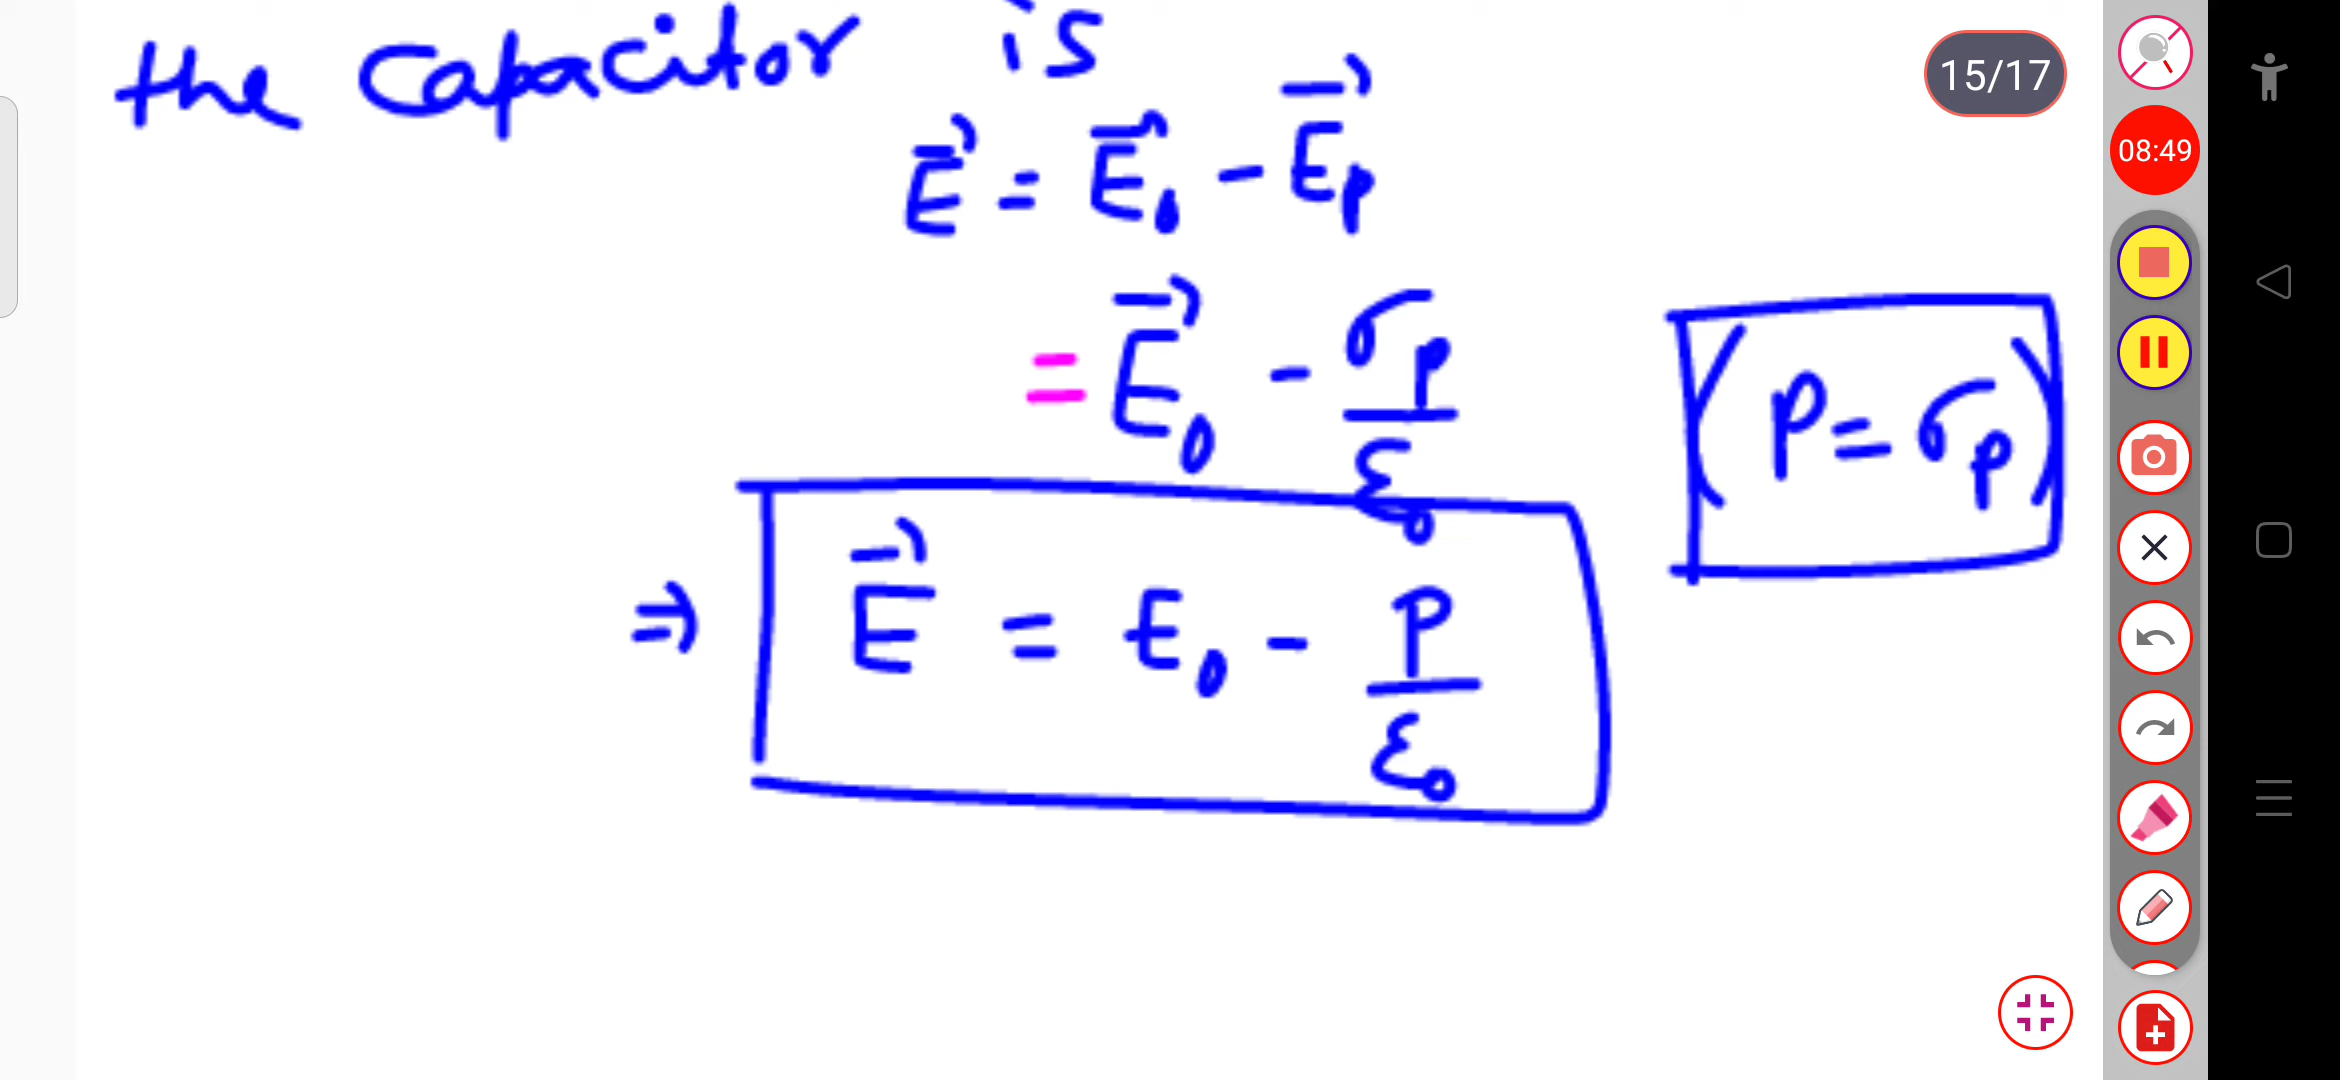 the capacitor is
15/17
08:49
E⃗ = E⃗₀ - E⃗p
= E⃗₀ - σp/ε₀
(P = σp)
⇒ E⃗ = E₀ - P/ε₀